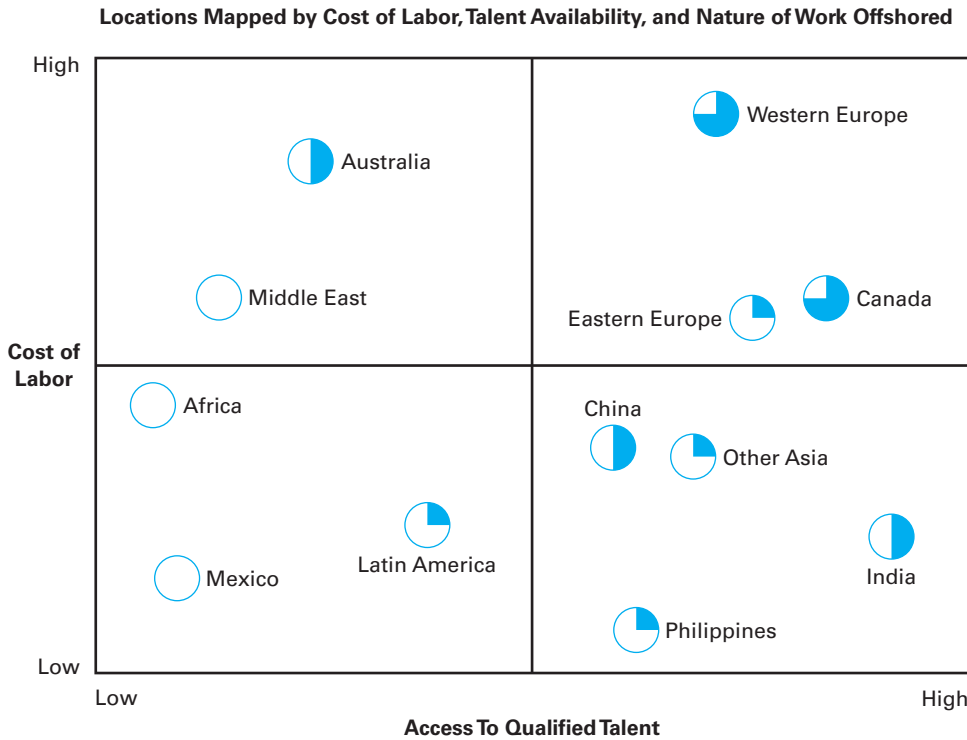 Locations Mapped by Cost of Labor, Talent Availability, and Nature of Work Offshored
High
Western Europe
Australia
Middle East
Canada
Eastern Europe
Cost of
Labor
Africa
China
Other Asia
Latin America
India
Mexico
Philippines
Low
Low
High
Access To Qualified Talent